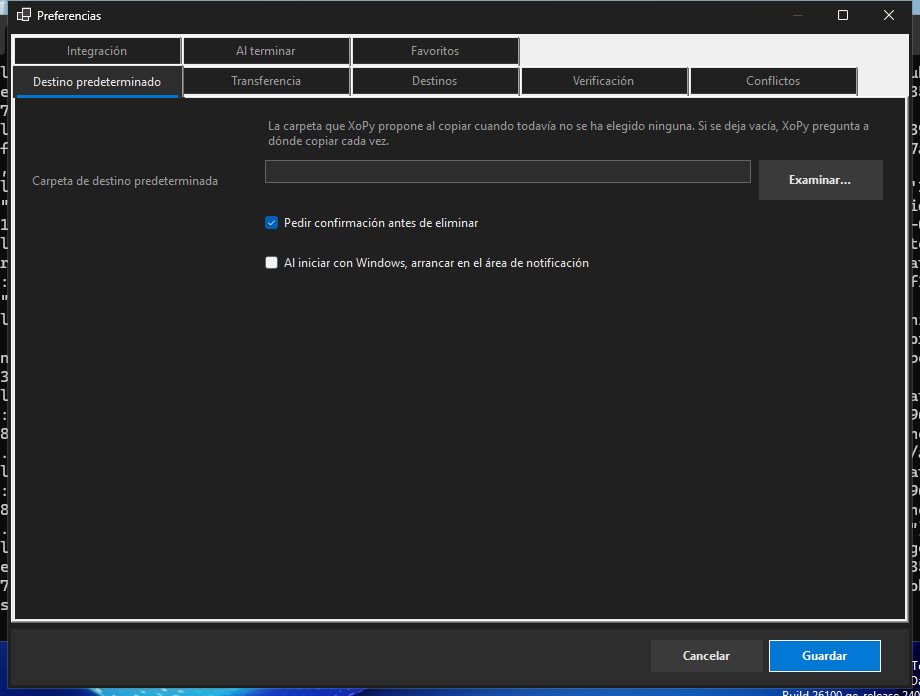 Preferencias
Integración
Al terminar
Favoritos
Destino predeterminado
Transferencia
Destinos
Verificación
Conflictos
La carpeta que XoPy propone al copiar cuando todavía no se ha elegido ninguna. Si se deja vacía, XoPy pregunta a
dónde copiar cada vez.
Carpeta de destino predeterminada
Examinar...
Pedir confirmación antes de eliminar
Al iniciar con Windows, arrancar en el área de notificación
Cancelar
Guardar